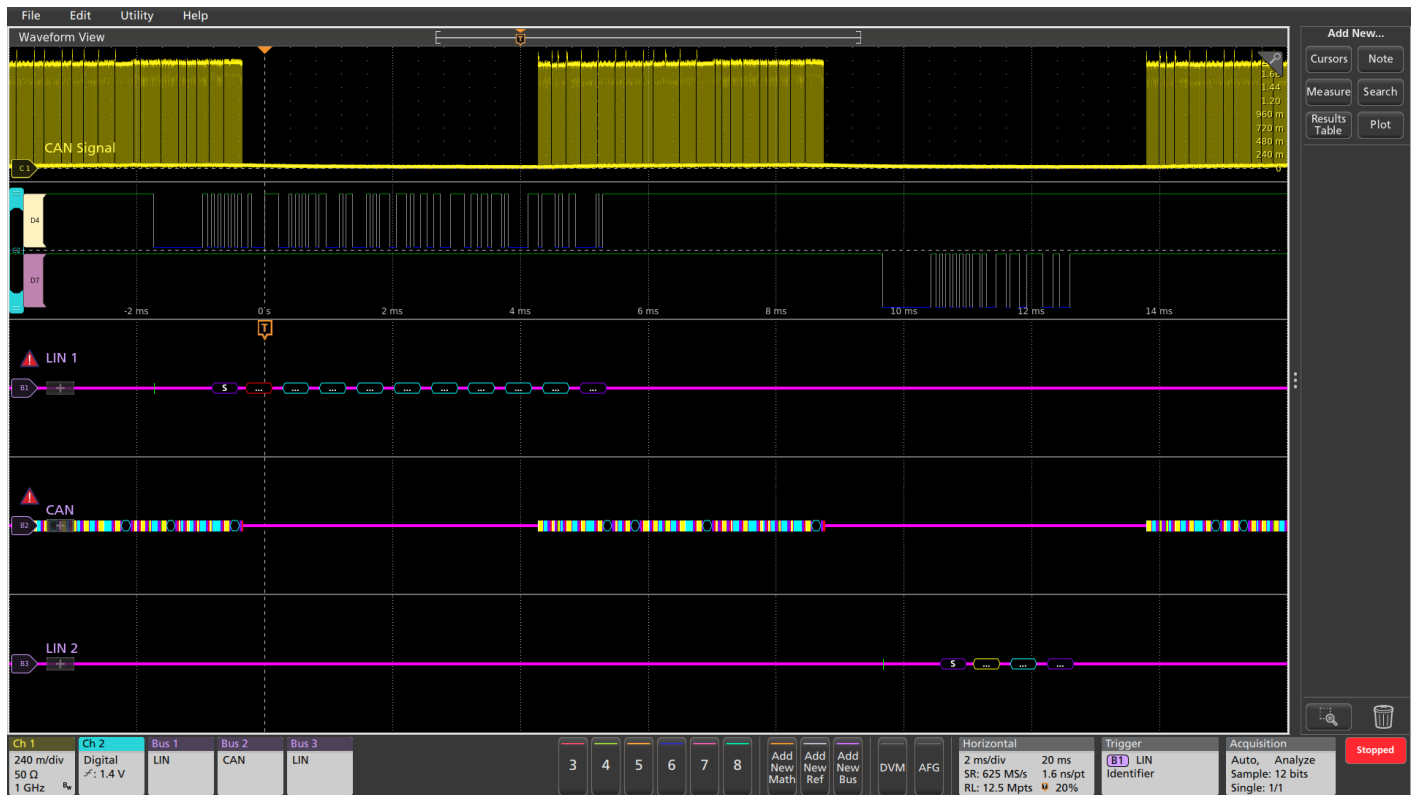 File Edit Utility Help
Waveform View
Add New...
Cursors Note
Measure Search
Results Table Plot
1.44
1.20
960 m
720 m
480 m
240 m
0
CAN Signal
C1
D4
D7
-2 ms 0 s 2 ms 4 ms 6 ms 8 ms 10 ms 12 ms 14 ms
T
LIN 1
B1 + S ... ... ... ... ... ... ... ... ... ...
CAN
B2 +
LIN 2
B3 + S ... ... ...
Ch 1
240 m/div
50 Ω
1 GHz
Ch 2
Digital
1.4 V
Bus 1
LIN
Bus 2
CAN
Bus 3
LIN
3 4 5 6 7 8
Add New Math
Add New Ref
Add New Bus
DVM AFG
Horizontal
2 ms/div 20 ms
SR: 625 MS/s 1.6 ns/pt
RL: 12.5 Mpts 20%
Trigger
B1 LIN
Identifier
Acquisition
Auto, Analyze
Sample: 12 bits
Single: 1/1
Stopped